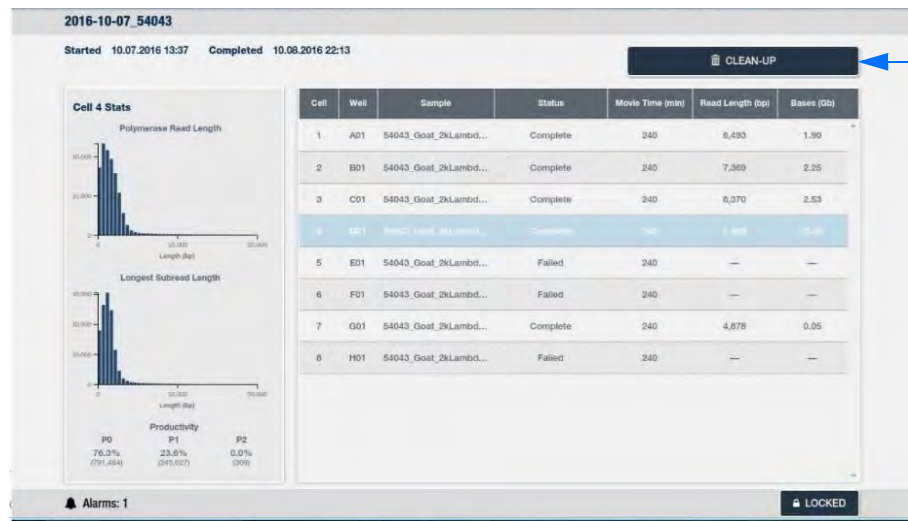 2016-10-07_54043
Started 10.07.2016 13:37 Completed 10.08.2016 22:13
CLEAN-UP
Cell 4 Stats
Polymerase Read Length
0
Length (bp)
Longest Subread Length
0
Length (bp)
Productivity
P0 P1 P2
76.3% 23.6% 0.0%
(309)
Cell Well Sample Status Movie Time (min) Read Length (bp) Bases (Gb)
1 A01 54043_Goat_2kLambd... Complete 240 6,493 1.90
2 B01 54043_Goat_2kLambd... Complete 240 7,369 2.25
3 C01 54043_Goat_2kLambd... Complete 240 2.53
5 E01 54043_Goat_2kLambd... Failed 240 — —
6 F01 54043_Goat_2kLambd... Failed 240 — —
7 G01 54043_Goat_2kLambd... Complete 240 4,878 0.05
8 H01 54043_Goat_2kLambd... Failed 240 — —
Alarms: 1
LOCKED